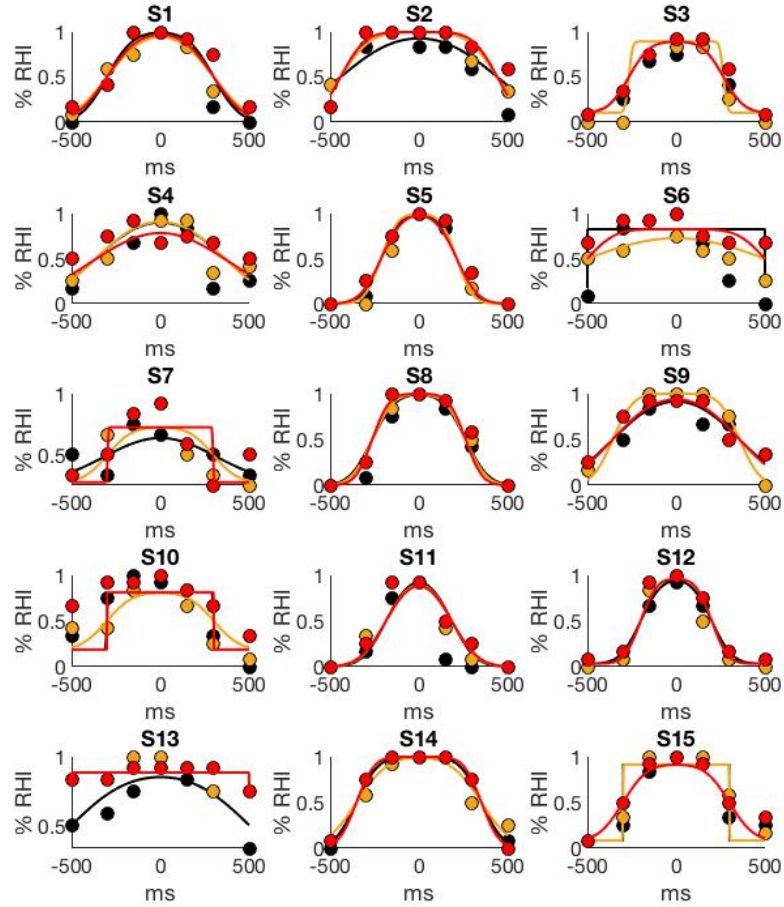 S1 S2 S3
% RHI 1 0.5 0 % RHI 1 0.5 0 % RHI 1 0.5 0
-500 0 500 -500 0 500 -500 0 500
ms ms ms
S4 S5 S6
% RHI 1 0.5 0 % RHI 1 0.5 0 % RHI 1 0.5 0
-500 0 500 -500 0 500 -500 0 500
ms ms ms
S7 S8 S9
% RHI 1 0.5 % RHI 1 0.5 0 % RHI 1 0.5 0
-500 0 500 -500 0 500 -500 0 500
ms ms ms
S10 S11 S12
% RHI 1 0.5 0 % RHI 1 0.5 0 % RHI 1 0.5 0
-500 0 500 -500 0 500 -500 0 500
ms ms ms
S13 S14 S15
% RHI 1 0.5 % RHI 1 0.5 0 % RHI 1 0.5 0
-500 0 500 -500 0 500 -500 0 500
ms ms ms